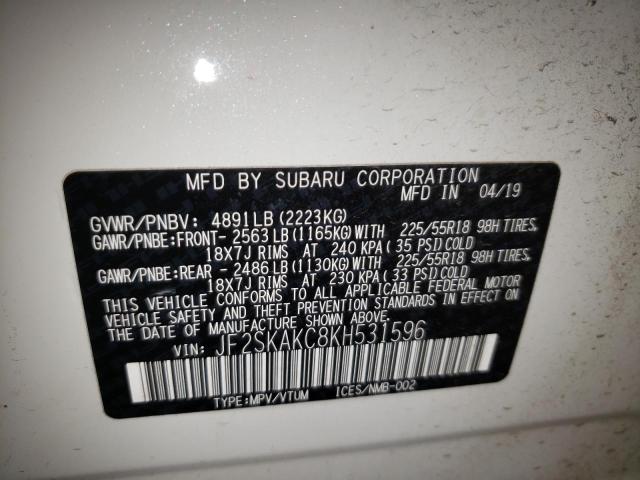 MFD BY SUBARU CORPORATION
MFD IN 04/19
GVWR/PNBV: 4891LB (2223KG)
GAWR/PNBE:FRONT- 2563LB(1165KG)WITH 225/55R18 98H TIRES,
18X7J RIMS AT 240 KPA ( 35 PSI)COLD
GAWR/PNBE:REAR - 2486LB(1130KG)WITH 225/55R18 98H TIRES,
18X7J RIMS AT 230 KPA ( 33 PSI)COLD
THIS VEHICLE CONFORMS TO ALL APPLICABLE FEDERAL MOTOR
VEHICLE SAFETY AND THEFT PREVENTION STANDARDS IN EFFECT
ON THE DATE OF MANUFACTURE SHOWN ABOVE.
VIN: JF2SKAKC8KH531596
TYPE:MPV/VTUM ICES/NMB-002